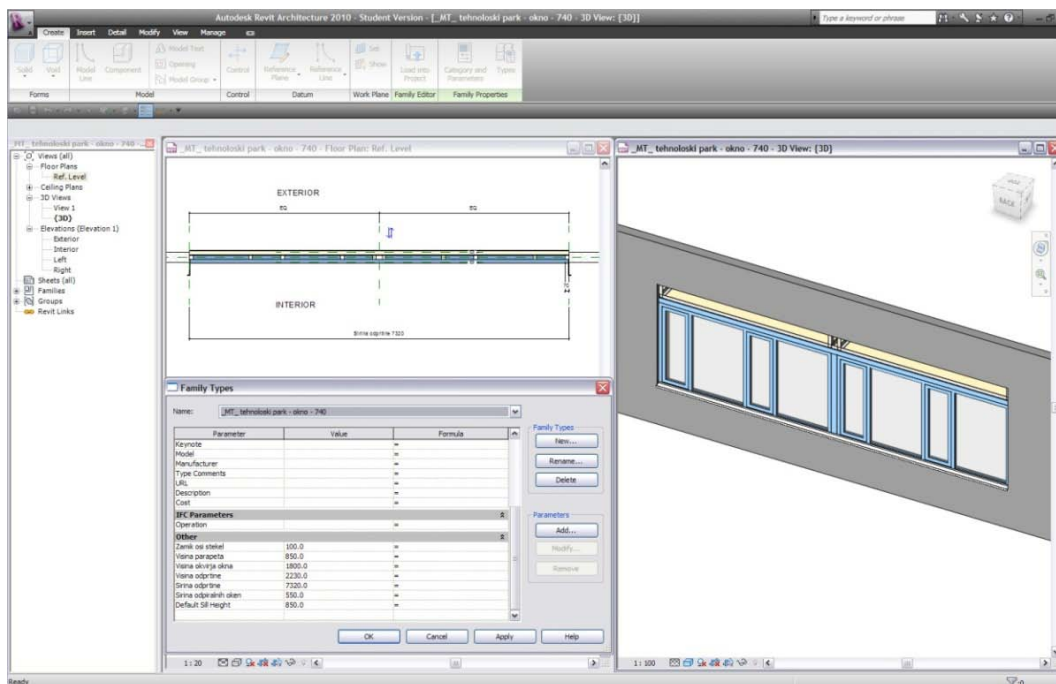 Autodesk Revit Architecture 2010 - Student Version - [_MT_ tehnoloski park - okno - 740 - 3D View: {3D}]
Type a keyword or phrase
Create Insert Detail Modify View Manage
Solid Void Model Line Component Model Text Opening Model Group Control Reference Plane Reference Line Set Show Load into Project Category and Parameters Types
Forms Model Control Datum Work Plane Family Editor Family Properties
_MT_ tehnoloski park - okno - 740
Views (all)
Floor Plans
Ref. Level
Ceiling Plans
3D Views
View 1
{3D}
Elevations (Elevation 1)
Exterior
Interior
Left
Right
Sheets (all)
Families
Groups
Revit Links
_MT_ tehnoloski park - okno - 740 - Floor Plan: Ref. Level
EXTERIOR
EQ EQ
INTERIOR
Sirina odprtine 7320
_MT_ tehnoloski park - okno - 740 - 3D View: {3D}
BACK
Family Types
Name: _MT_ tehnoloski park - okno - 740
Parameter Value Formula
Keynote =
Model =
Manufacturer =
Type Comments =
URL =
Description =
Cost =
IFC Parameters
Operation =
Other
Zamik osi stekel 100.0 =
Visina parapeta 850.0 =
Visina okvirja okna 1800.0 =
Visina odprtine 2230.0 =
Sirina odprtine 7320.0 =
Sirina odpiralnih oken 550.0 =
Default Sill Height 850.0 =
Family Types
New...
Rename...
Delete
Parameters
Add...
Modify...
Remove
OK Cancel Apply Help
1 : 20
1 : 100
Ready
:0